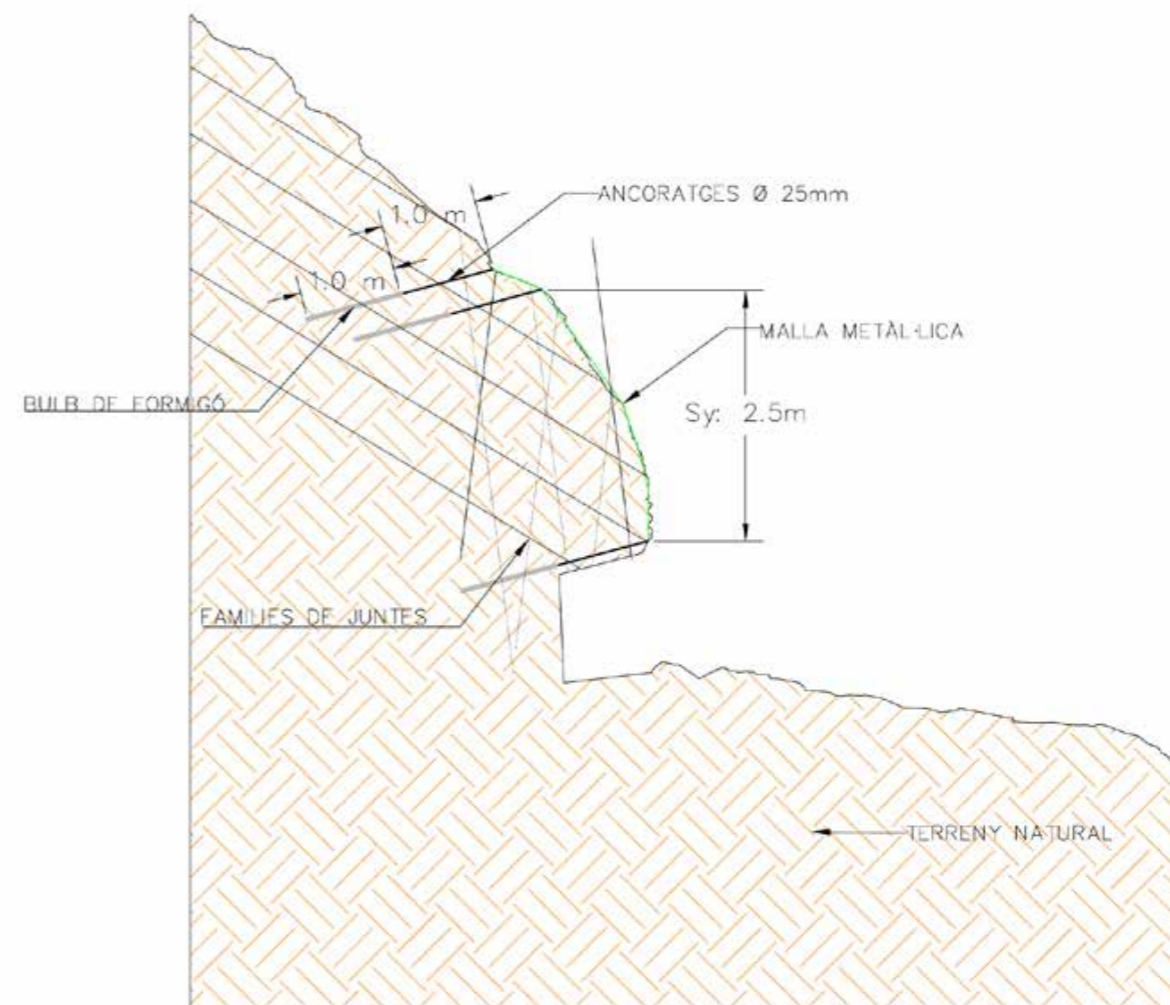 ANCORATGES Ø 25mm
1.0 m
1.0 m
MALLA METÀL·LICA
BULB DE FORMIGÓ
Sy: 2.5m
FAMILIES DE JUNTES
TERRENY NATURAL